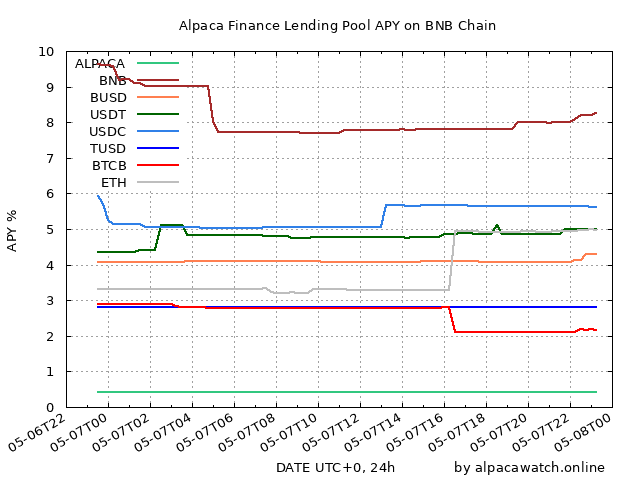 Alpaca Finance Lending Pool APY on BNB Chain
APY %
10
9
8
7
6
5
4
3
2
1
0
ALPACA
BNB
BUSD
USDT
USDC
TUSD
BTCB
ETH
05-06T22
05-07T00
05-07T02
05-07T04
05-07T06
05-07T08
05-07T10
05-07T12
05-07T14
05-07T16
05-07T18
05-07T20
05-07T22
05-08T00
DATE UTC+0, 24h
by alpacawatch.online